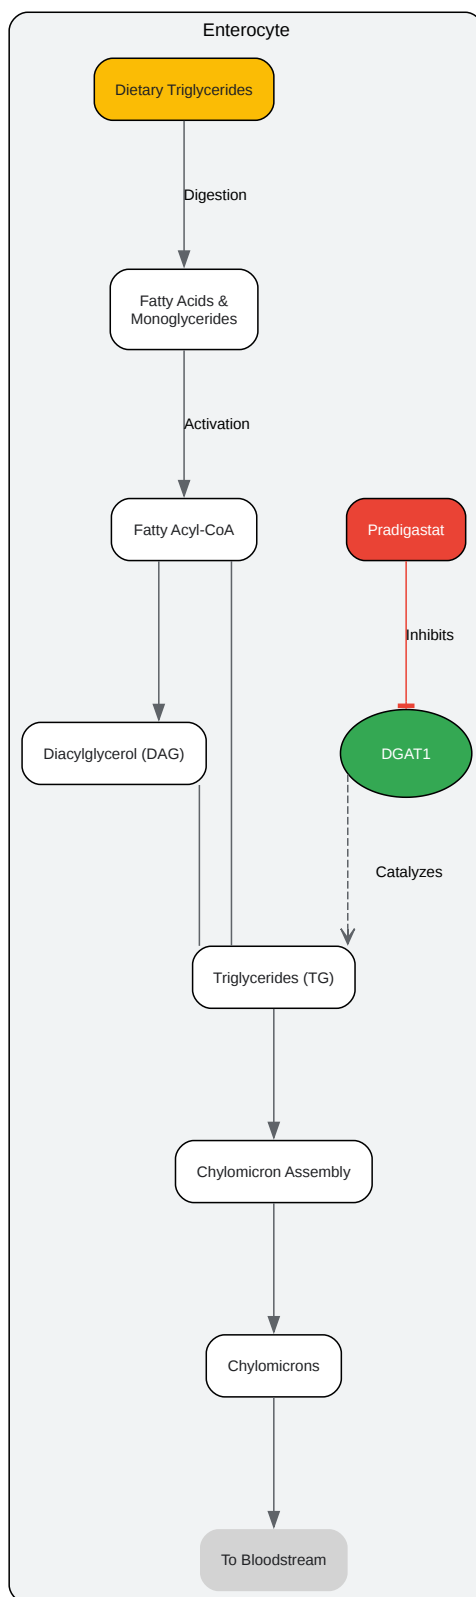 Enterocyte
Dietary Triglycerides
Digestion
Fatty Acids &
Monoglycerides
Activation
Fatty Acyl-CoA
Pradigastat
Inhibits
Diacylglycerol (DAG)
DGAT1
Catalyzes
Triglycerides (TG)
Chylomicron Assembly
Chylomicrons
To Bloodstream